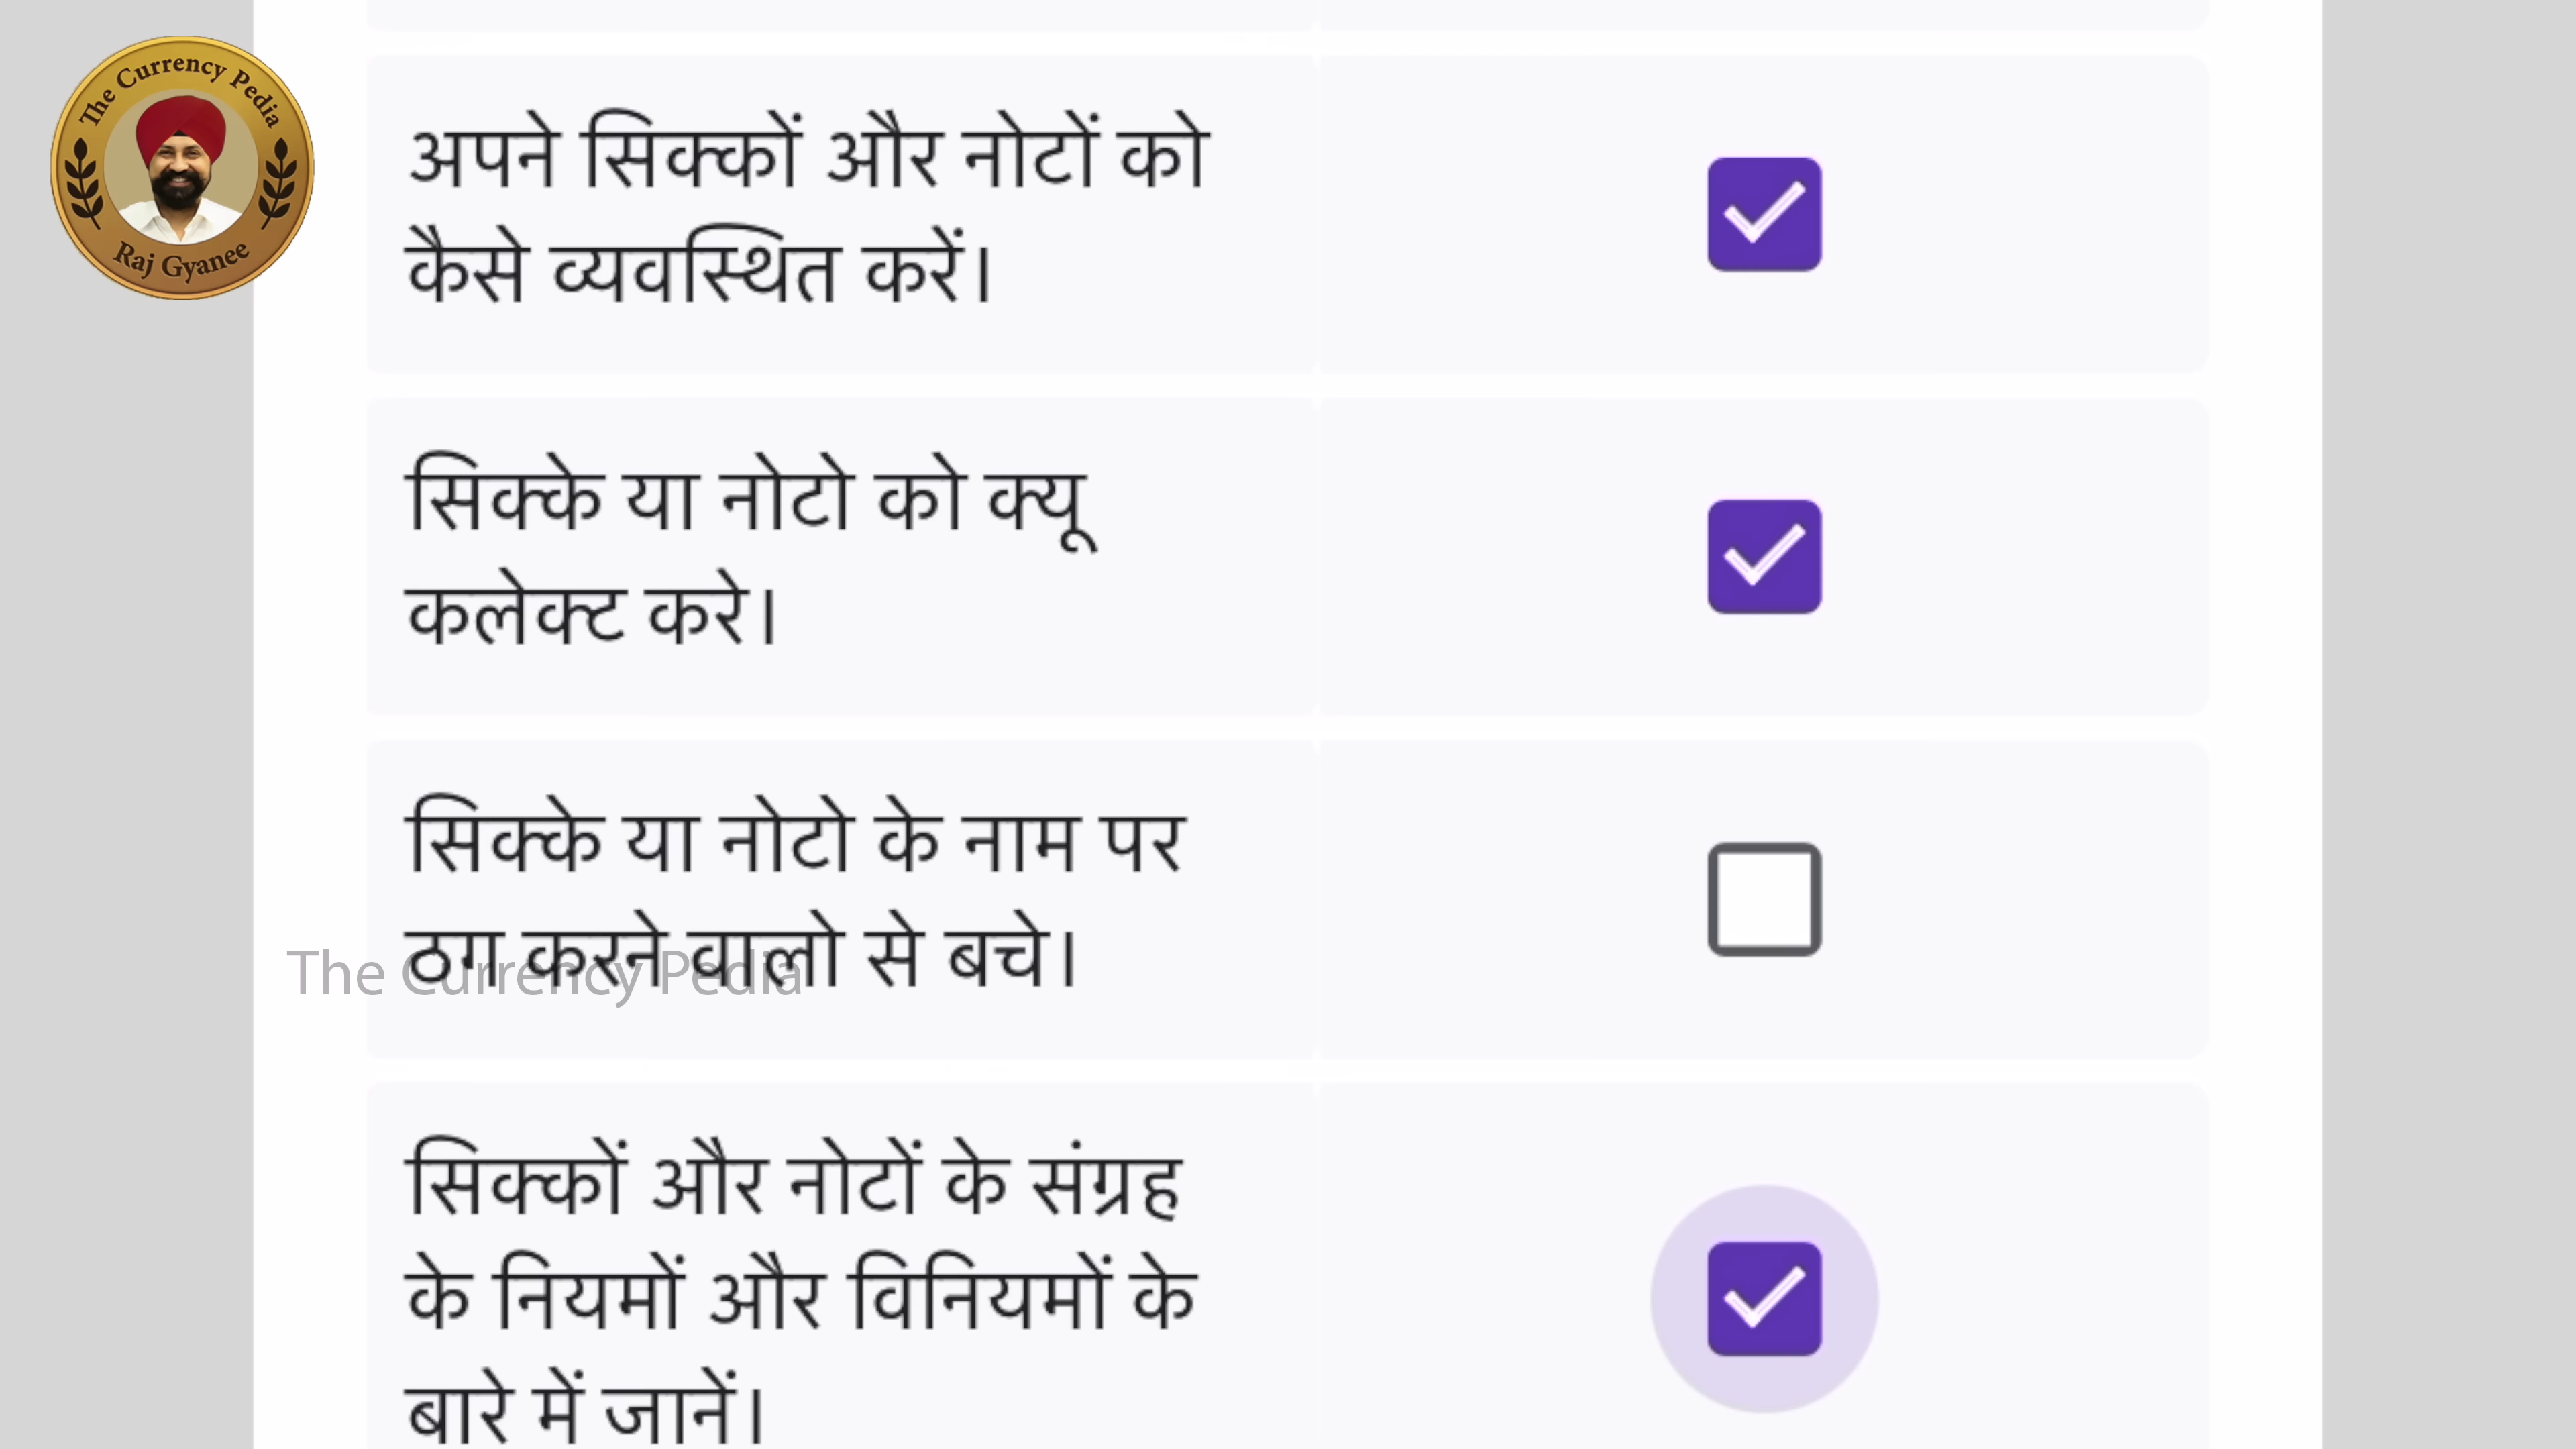 The Currency Pedia
Raj Gyanee
अपने सिक्कों और नोटों को
कैसे व्यवस्थित करें।
सिक्के या नोटो को क्यू
कलेक्ट करे।
सिक्के या नोटो के नाम पर
ठग करने वालो से बचे।
The Currency Pedia
सिक्कों और नोटों के संग्रह
के नियमों और विनियमों के
बारे में जानें।